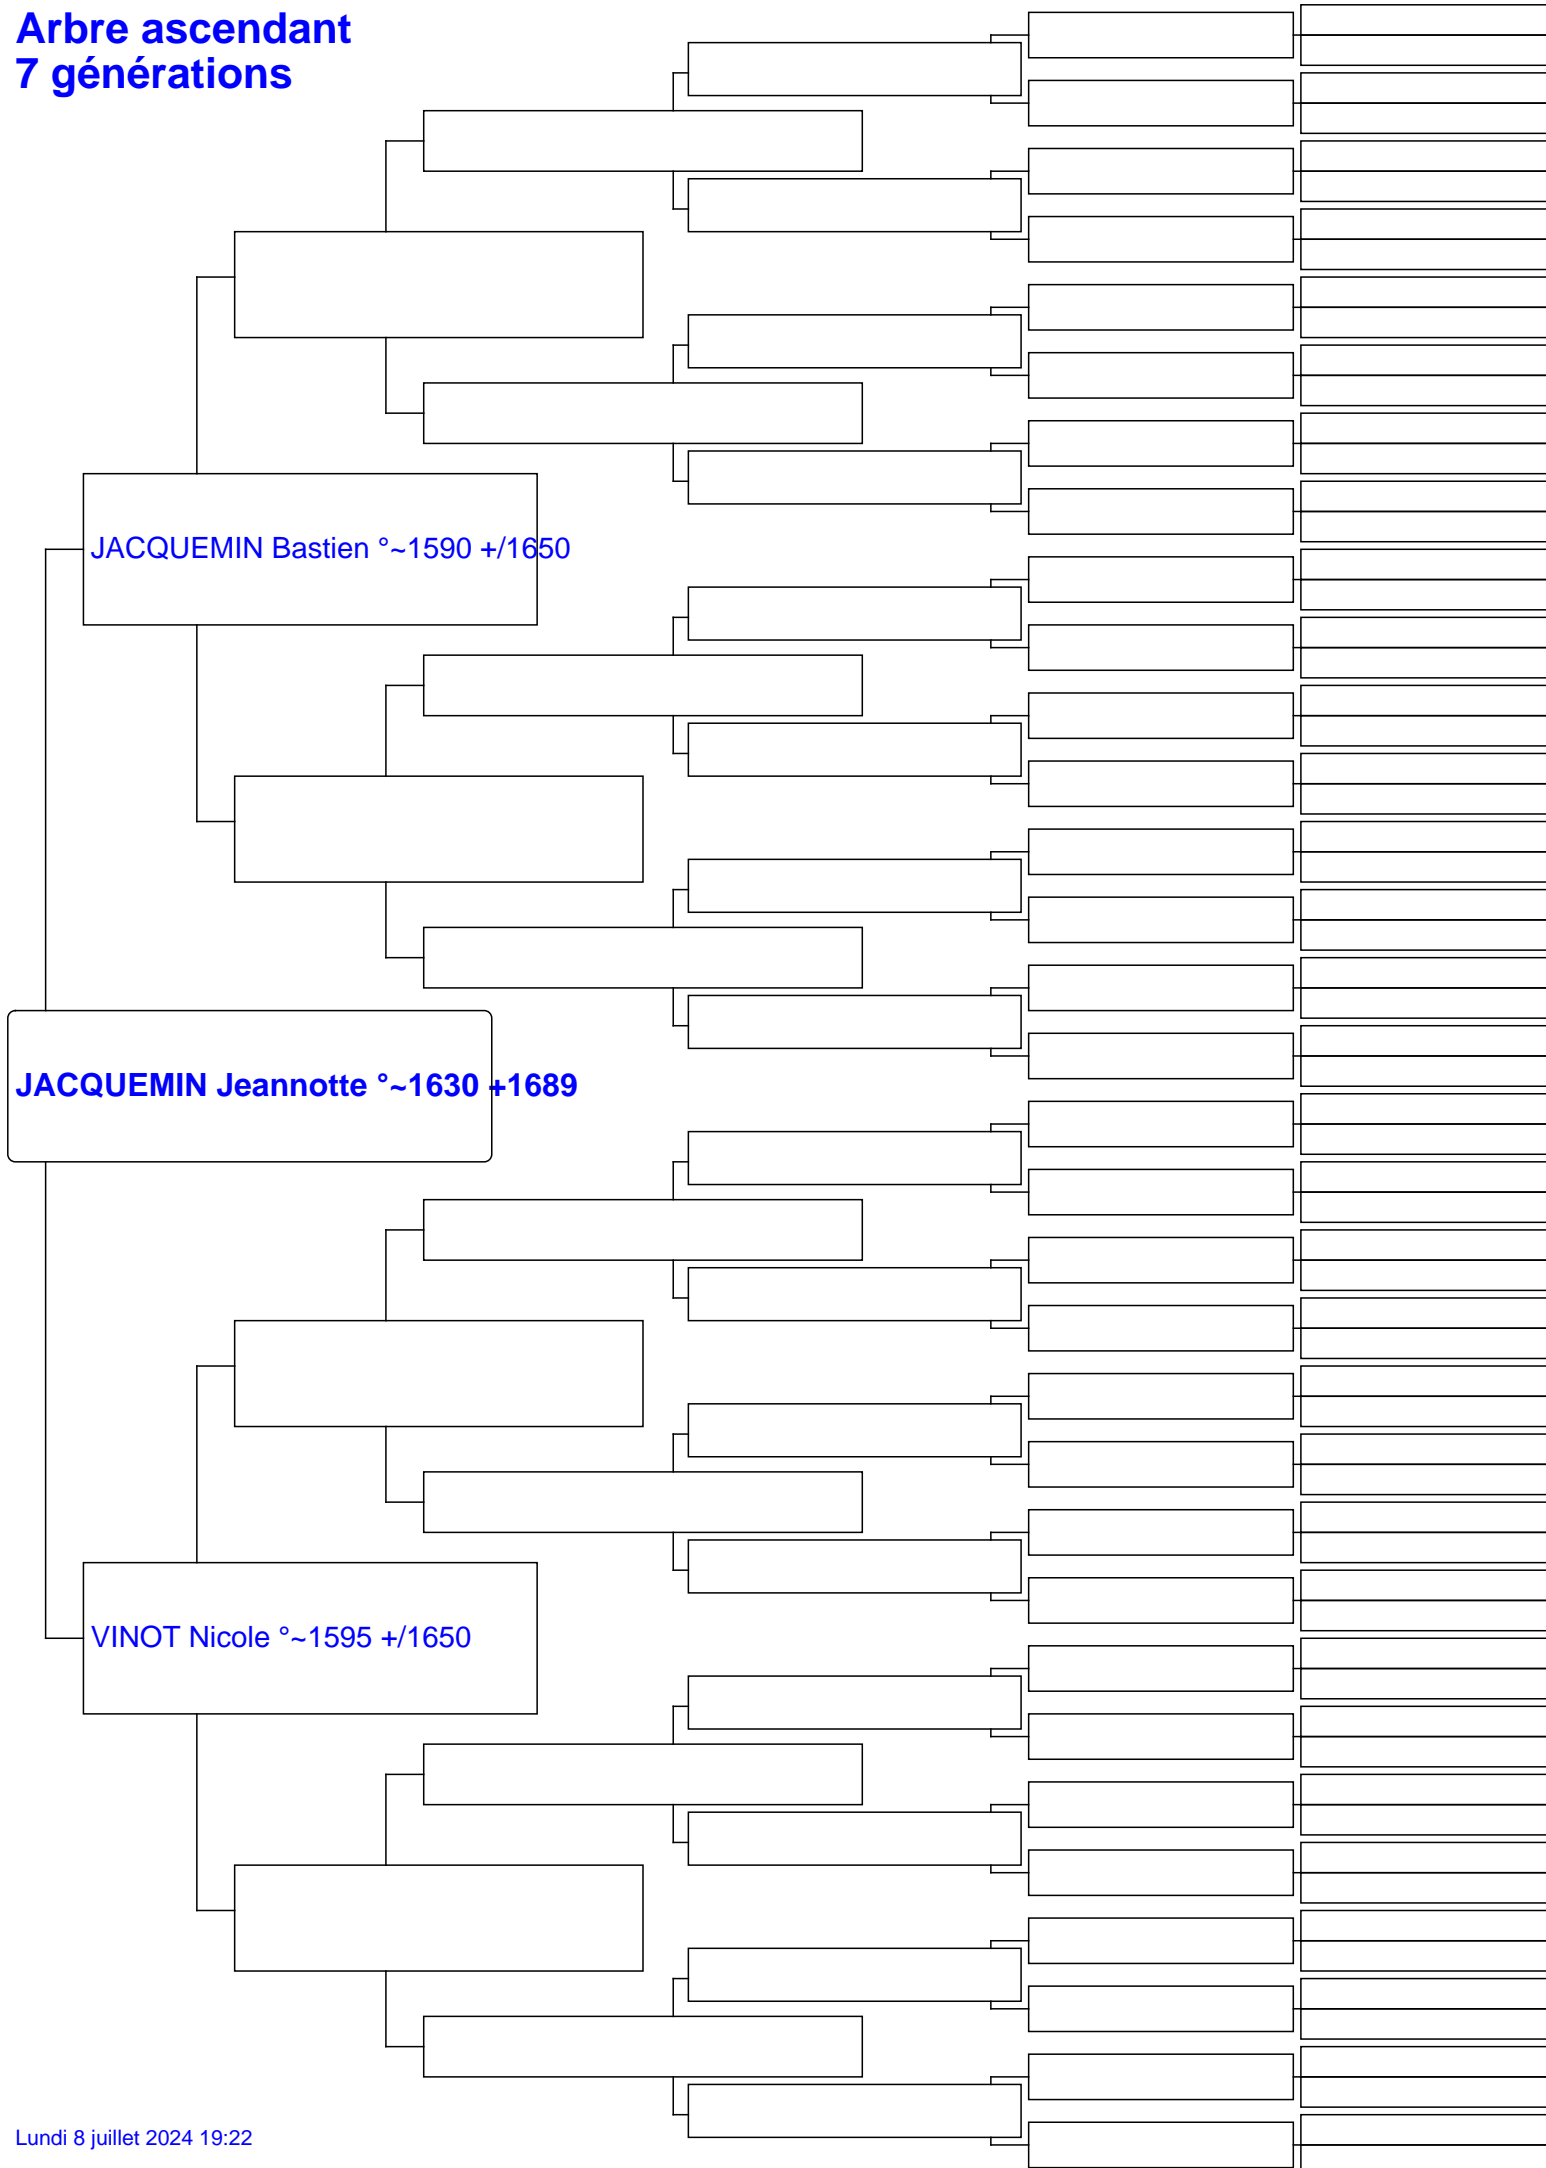 Arbre ascendant
7 générations
JACQUEMIN Bastien °~1590 +/1650
JACQUEMIN Jeannotte °~1630 +1689
VINOT Nicole °~1595 +/1650
Lundi 8 juillet 2024 19:22